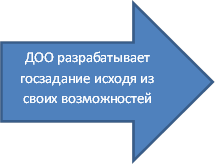 ДОО разрабатывает
госзадание исходя из
своих возможностей